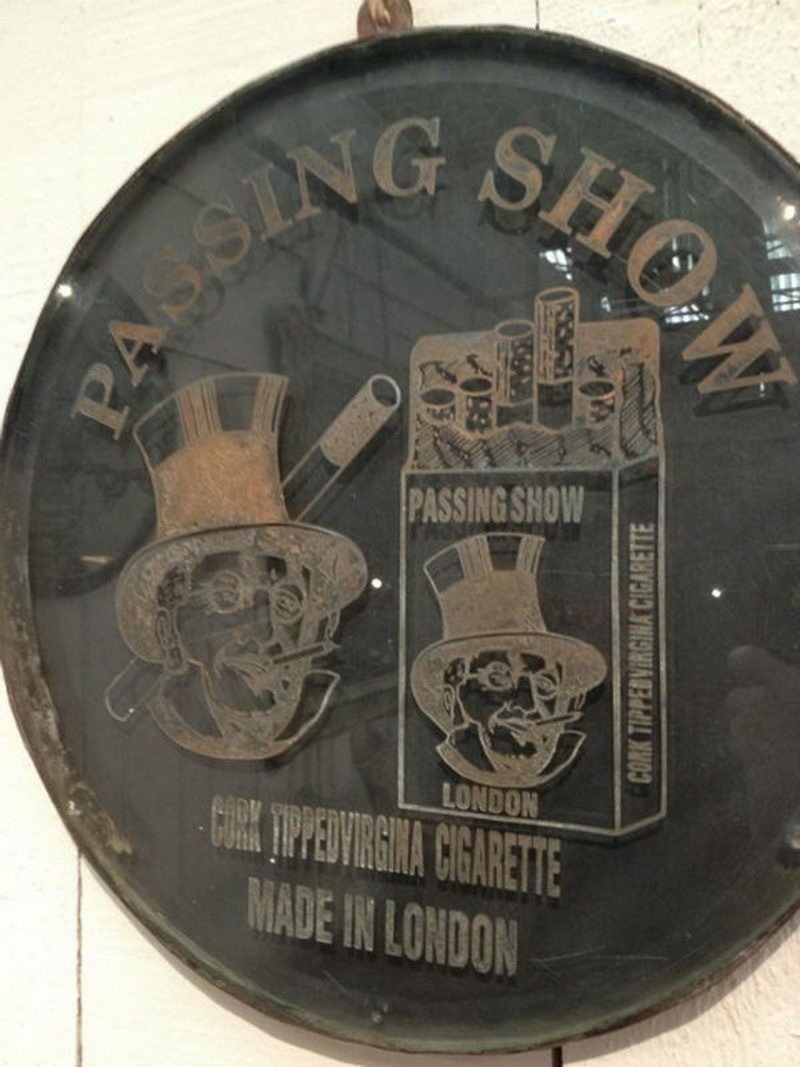 PASSING SHOW
PASSING SHOW
CORK TIPPEDVIRGINA CIGARETTE
LONDON
CORK TIPPEDVIRGINA CIGARETTE
MADE IN LONDON